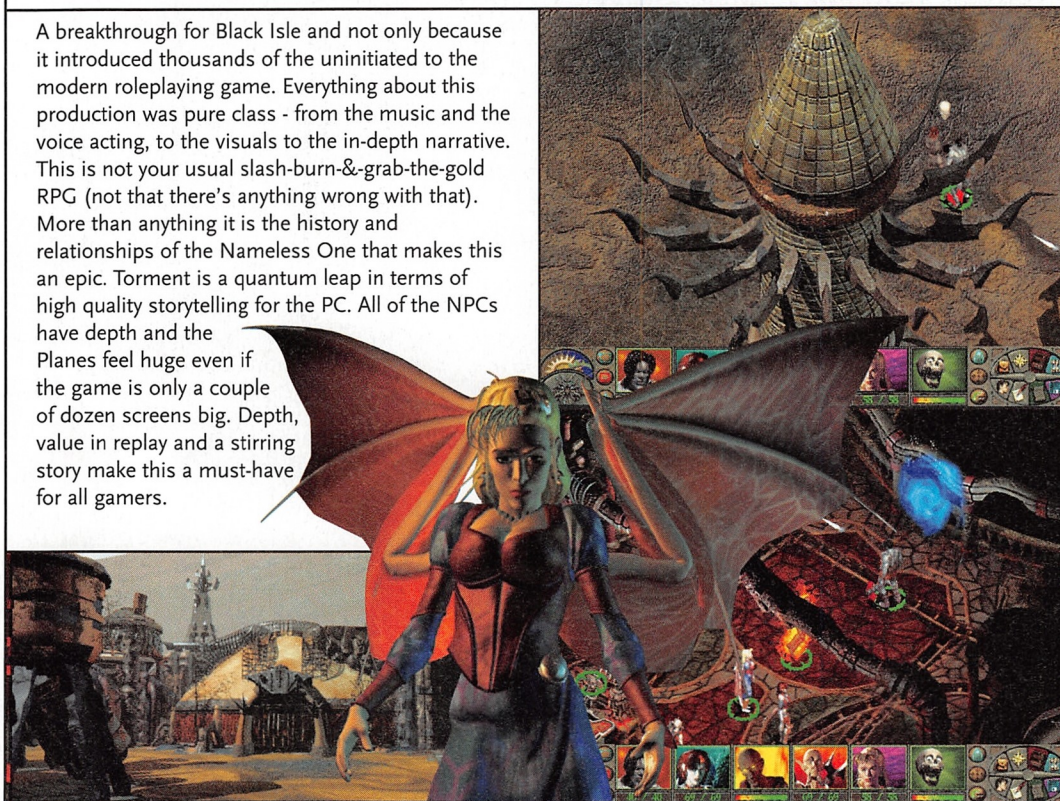 A breakthrough for Black Isle and not only because
it introduced thousands of the uninitiated to the
modern roleplaying game. Everything about this
production was pure class - from the music and the
voice acting, to the visuals to the in-depth narrative.
This is not your usual slash-burn-&-grab-the-gold
RPG (not that there's anything wrong with that).
More than anything it is the history and
relationships of the Nameless One that makes this
an epic. Torment is a quantum leap in terms of
high quality storytelling for the PC. All of the NPCs
have depth and the
Planes feel huge even if
the game is only a couple
of dozen screens big. Depth,
value in replay and a stirring
story make this a must-have
for all gamers.